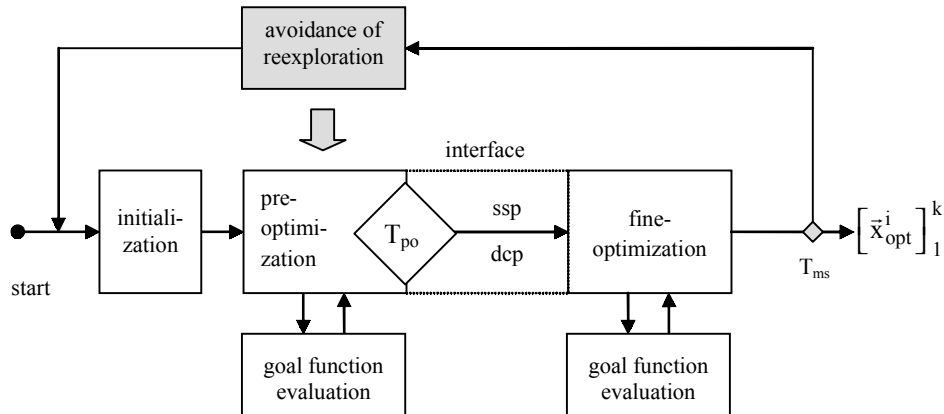 avoidance of
reexploration
interface
start
initiali-
zation
pre-
optimi-
zation
T_po
ssp
dcp
fine-
optimization
T_ms
[x⃗^i_opt]^k_1
goal function
evaluation
goal function
evaluation